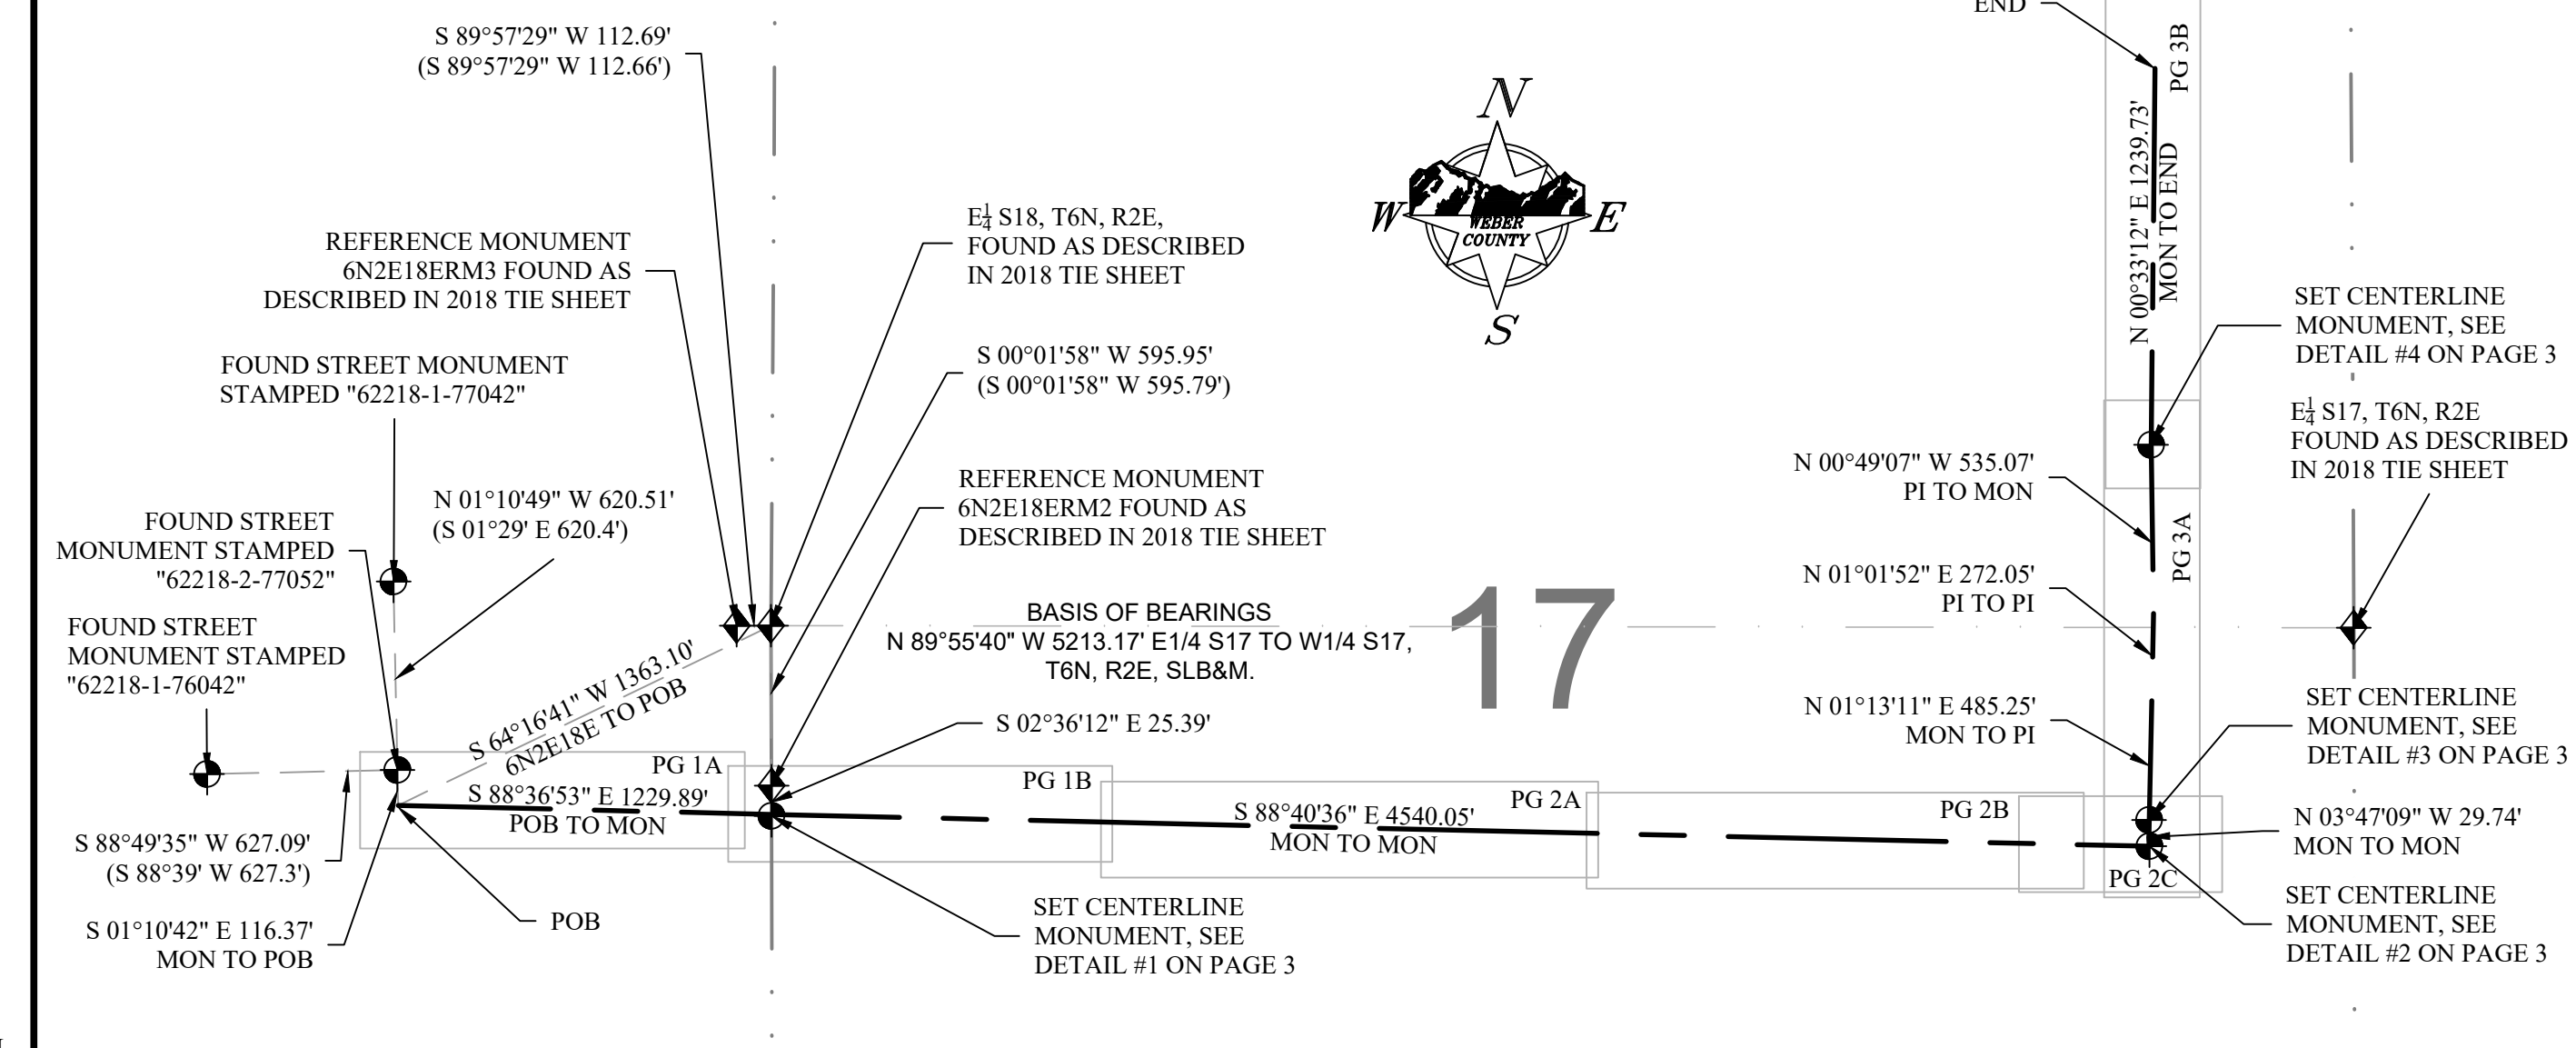 END
S 89°57'29" W 112.69'
(S 89°57'29" W 112.66')
PG 3B
N
W
E
S
WEBER
COUNTY
N 00°33'12" E 1239.73'
MON TO END
REFERENCE MONUMENT
6N2E18ERM3 FOUND AS
DESCRIBED IN 2018 TIE SHEET
E1/4 S18, T6N, R2E,
FOUND AS DESCRIBED
IN 2018 TIE SHEET
FOUND STREET MONUMENT
STAMPED "62218-1-77042"
S 00°01'58" W 595.95'
(S 00°01'58" W 595.79')
SET CENTERLINE
MONUMENT, SEE
DETAIL #4 ON PAGE 3
E1/4 S17, T6N, R2E
FOUND AS DESCRIBED
IN 2018 TIE SHEET
N 01°10'49" W 620.51'
(S 01°29' E 620.4')
REFERENCE MONUMENT
6N2E18ERM2 FOUND AS
DESCRIBED IN 2018 TIE SHEET
N 00°49'07" W 535.07'
PI TO MON
PG 3A
FOUND STREET
MONUMENT STAMPED
"62218-2-77052"
FOUND STREET
MONUMENT STAMPED
"62218-1-76042"
BASIS OF BEARINGS
N 89°55'40" W 5213.17' E1/4 S17 TO W1/4 S17,
T6N, R2E, SLB&M.
17
N 01°01'52" E 272.05'
PI TO PI
S 64°16'41" W 1363.10'
6N2E18E TO POB
S 02°36'12" E 25.39'
N 01°13'11" E 485.25'
MON TO PI
SET CENTERLINE
MONUMENT, SEE
DETAIL #3 ON PAGE 3
PG 1A
S 88°36'53" E 1229.89'
POB TO MON
PG 1B
PG 2A
S 88°40'36" E 4540.05'
MON TO MON
PG 2B
PG 2C
N 03°47'09" W 29.74'
MON TO MON
S 88°49'35" W 627.09'
(S 88°39' W 627.3')
S 01°10'42" E 116.37'
MON TO POB
POB
SET CENTERLINE
MONUMENT, SEE
DETAIL #1 ON PAGE 3
SET CENTERLINE
MONUMENT, SEE
DETAIL #2 ON PAGE 3